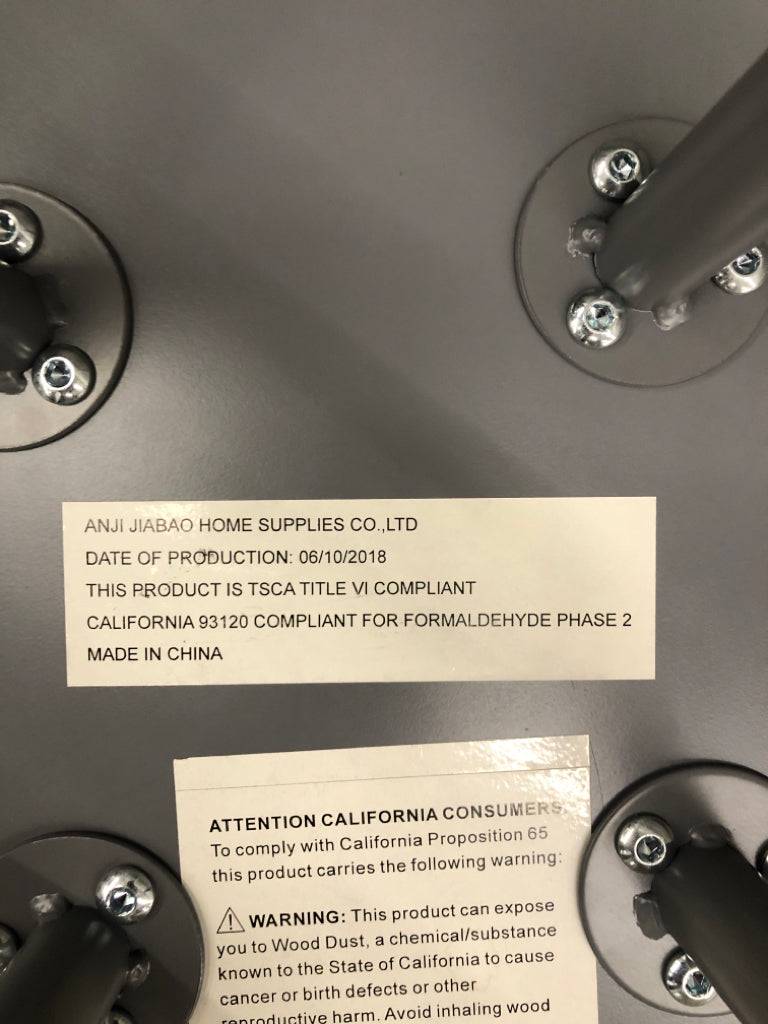 ANJI JIABAO HOME SUPPLIES CO.,LTD
DATE OF PRODUCTION: 06/10/2018
THIS PRODUCT IS TSCA TITLE VI COMPLIANT
CALIFORNIA 93120 COMPLIANT FOR FORMALDEHYDE PHASE 2
MADE IN CHINA
ATTENTION CALIFORNIA CONSUMERS:
To comply with California Proposition 65
this product carries the following warning:
WARNING: This product can expose
you to Wood Dust, a chemical/substance
known to the State of California to cause
cancer or birth defects or other
reproductive harm. Avoid inhaling wood